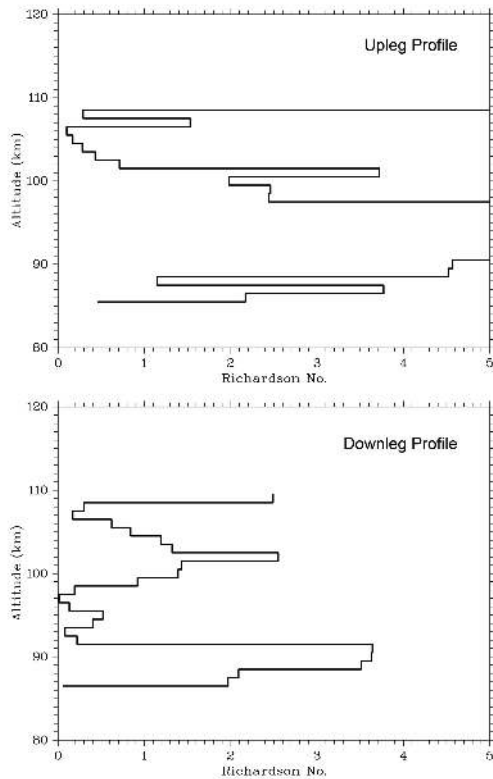 120
Upleg Profile
110
Altitude (km)
100
90
80
0 1 2 3 4 5
Richardson No.
120
Downleg Profile
110
Altitude (km)
100
90
80
0 1 2 3 4 5
Richardson No.